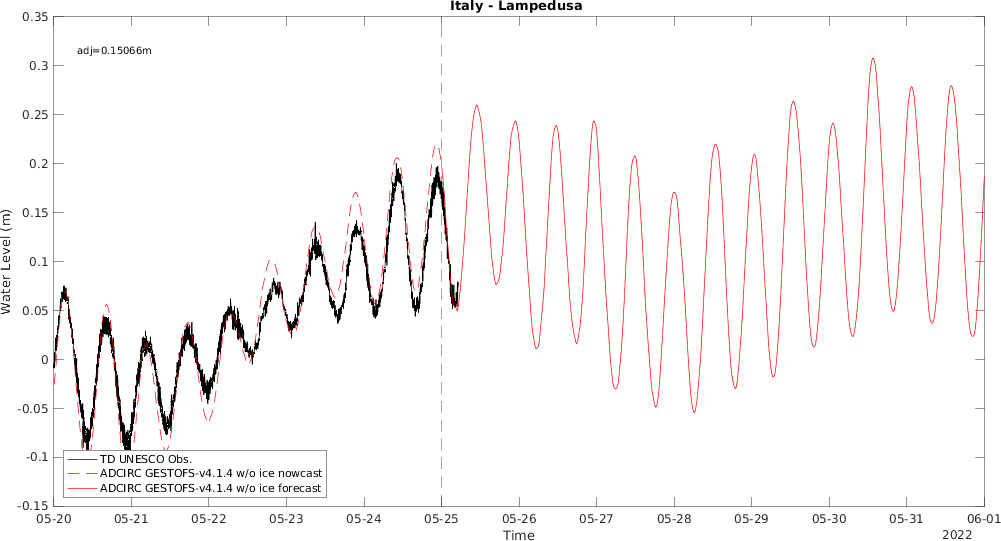 Italy - Lampedusa
adj=0.15066m
Water Level (m)
0.35
0.3
0.25
0.2
0.15
0.1
0.05
0
-0.05
-0.1
-0.15
TD UNESCO Obs.
ADCIRC GESTOFS-v4.1.4 w/o ice nowcast
ADCIRC GESTOFS-v4.1.4 w/o ice forecast
05-20 05-21 05-22 05-23 05-24 05-25 05-26 05-27 05-28 05-29 05-30 05-31 06-01
Time
2022